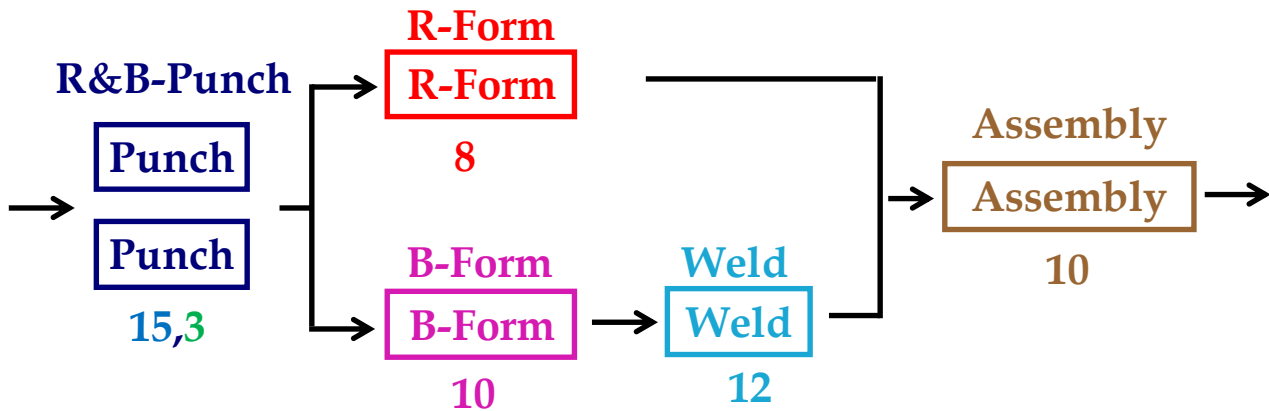 R&B-Punch
Punch
Punch
15,3
R-Form
R-Form
8
B-Form
B-Form
10
Weld
Weld
12
Assembly
Assembly
10